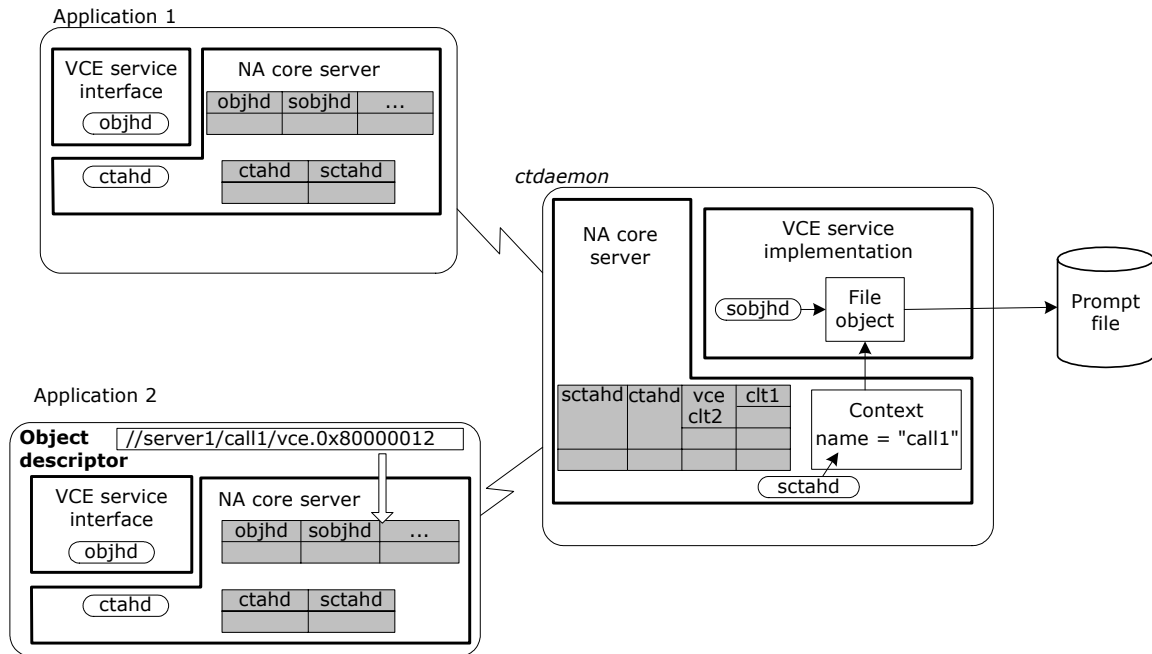 Application 1
VCE service
interface
objhd
ctahd
NA core server
objhd sobjhd ...
ctahd sctahd
ctdaemon
NA core
server
VCE service
implementation
sobjhd
File
object
Prompt
file
sctahd ctahd vce clt1
clt2
Context
name = "call1"
sctahd
Application 2
Object
descriptor
//server1/call1/vce.0x80000012
VCE service
interface
objhd
ctahd
NA core server
objhd sobjhd ...
ctahd sctahd